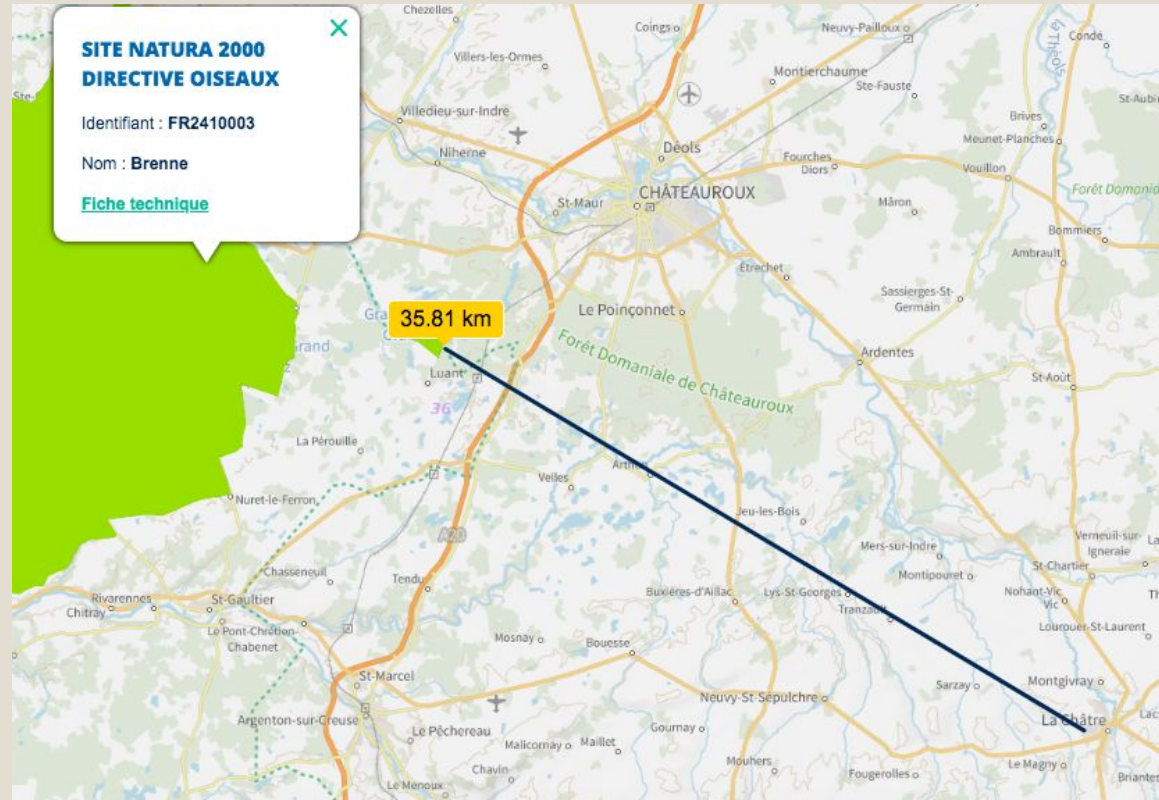 SITE NATURA 2000
DIRECTIVE OISEAUX
Identifiant : FR2410003
Nom : Brenne
Fiche technique
Chezelles
Coings
Neuvy-Pailloux
Condé
la Théols
Villers-les-Ormes
Montierchaume
Ste-Fauste
St-Aubin
Villedieu-sur-Indre
Brives
Meunet-Planches
Niherne
Déols
Fourches
Diors
Vouillon
CHÂTEAUROUX
St-Maur
Mâron
Forêt Domaniale
Bommiers
Ambrault
Etrechet
Sassierges-St-
Germain
Le Poinçonnet
35.81 km
Forêt Domaniale de Châteauroux
Ardentes
Luant
St-Août
36
La Pérouille
Velles
Nuret-le-Ferron
Jeu-les-Bois
A20
Mers-sur-Indre
Verneuil-sur-
Igneraie
Montipouret
St-Chartier
Chasseneuil
Tendu
Buxières-d'Aillac
Lys-St-Georges
Tranzault
Nohant-Vic
Vic
Rivarennes
Chitray
St-Gaultier
Le Pont-Chrétien-
Chabenet
Mosnay
Bouesse
Lourouer-St-Laurent
St-Marcel
Sarzay
Montgivray
Neuvy-St-Sépulchre
Argenton-sur-Creuse
Le Pêchereau
Malicornay
Maillet
Gournay
La Châtre
Mouhers
Le Magny
Chavin
Fougerolles
Le Menoux
Briantes